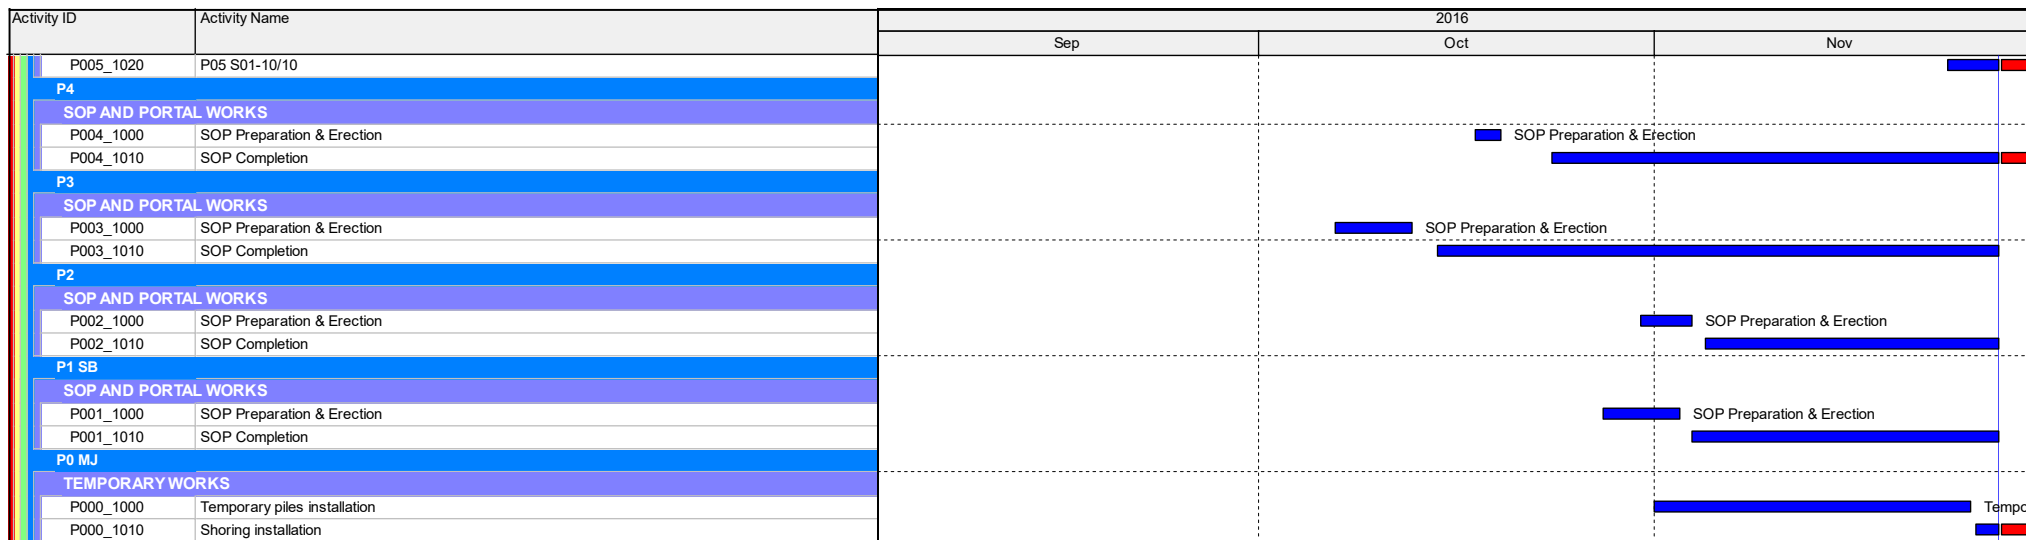 Activity ID Activity Name 2016
Sep Oct Nov
P005_1020 P05 S01-10/10
P4
SOP AND PORTAL WORKS
P004_1000 SOP Preparation & Erection SOP Preparation & Erection
P004_1010 SOP Completion
P3
SOP AND PORTAL WORKS
P003_1000 SOP Preparation & Erection SOP Preparation & Erection
P003_1010 SOP Completion
P2
SOP AND PORTAL WORKS
P002_1000 SOP Preparation & Erection SOP Preparation & Erection
P002_1010 SOP Completion
P1 SB
SOP AND PORTAL WORKS
P001_1000 SOP Preparation & Erection SOP Preparation & Erection
P001_1010 SOP Completion
P0 MJ
TEMPORARY WORKS
P000_1000 Temporary piles installation Tempo
P000_1010 Shoring installation